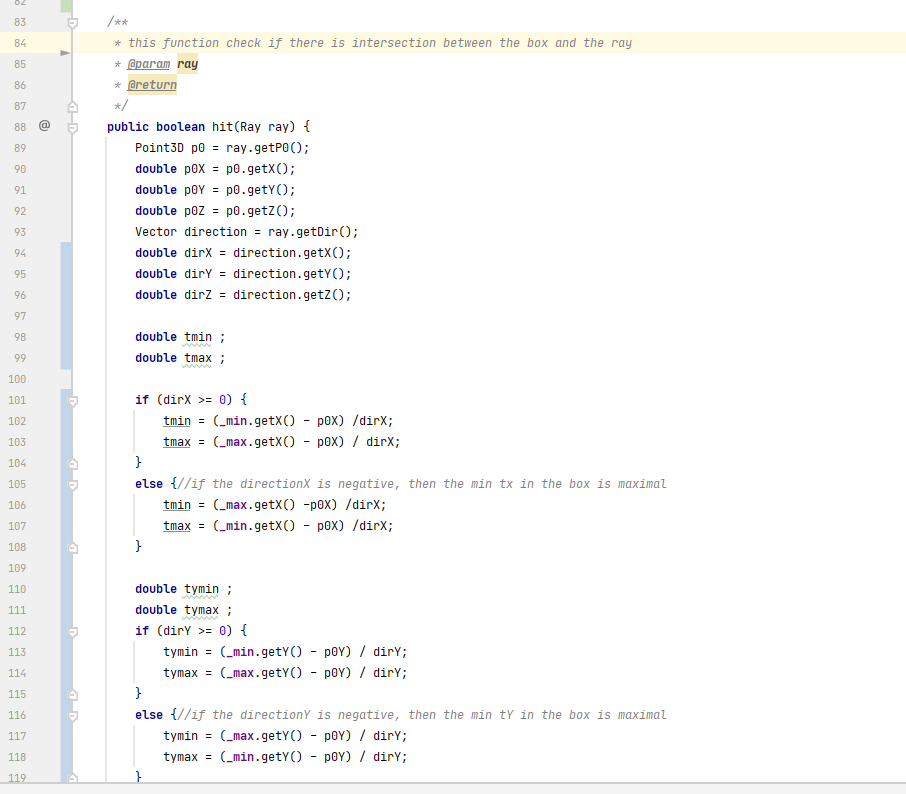 82
83 /**
84 * this function check if there is intersection between the box and the ray
85 * @param ray
86 * @return
87 */
88 @ public boolean hit(Ray ray) {
89 Point3D p0 = ray.getP0();
90 double p0X = p0.getX();
91 double p0Y = p0.getY();
92 double p0Z = p0.getZ();
93 Vector direction = ray.getDir();
94 double dirX = direction.getX();
95 double dirY = direction.getY();
96 double dirZ = direction.getZ();
97
98 double tmin ;
99 double tmax ;
100
101 if (dirX >= 0) {
102 tmin = (_min.getX() - p0X) /dirX;
103 tmax = (_max.getX() - p0X) / dirX;
104 }
105 else {//if the directionX is negative, then the min tx in the box is maximal
106 tmin = (_max.getX() -p0X) /dirX;
107 tmax = (_min.getX() - p0X) /dirX;
108 }
109
110 double tymin ;
111 double tymax ;
112 if (dirY >= 0) {
113 tymin = (_min.getY() - p0Y) / dirY;
114 tymax = (_max.getY() - p0Y) / dirY;
115 }
116 else {//if the directionY is negative, then the min tY in the box is maximal
117 tymin = (_max.getY() - p0Y) / dirY;
118 tymax = (_min.getY() - p0Y) / dirY;
119 }